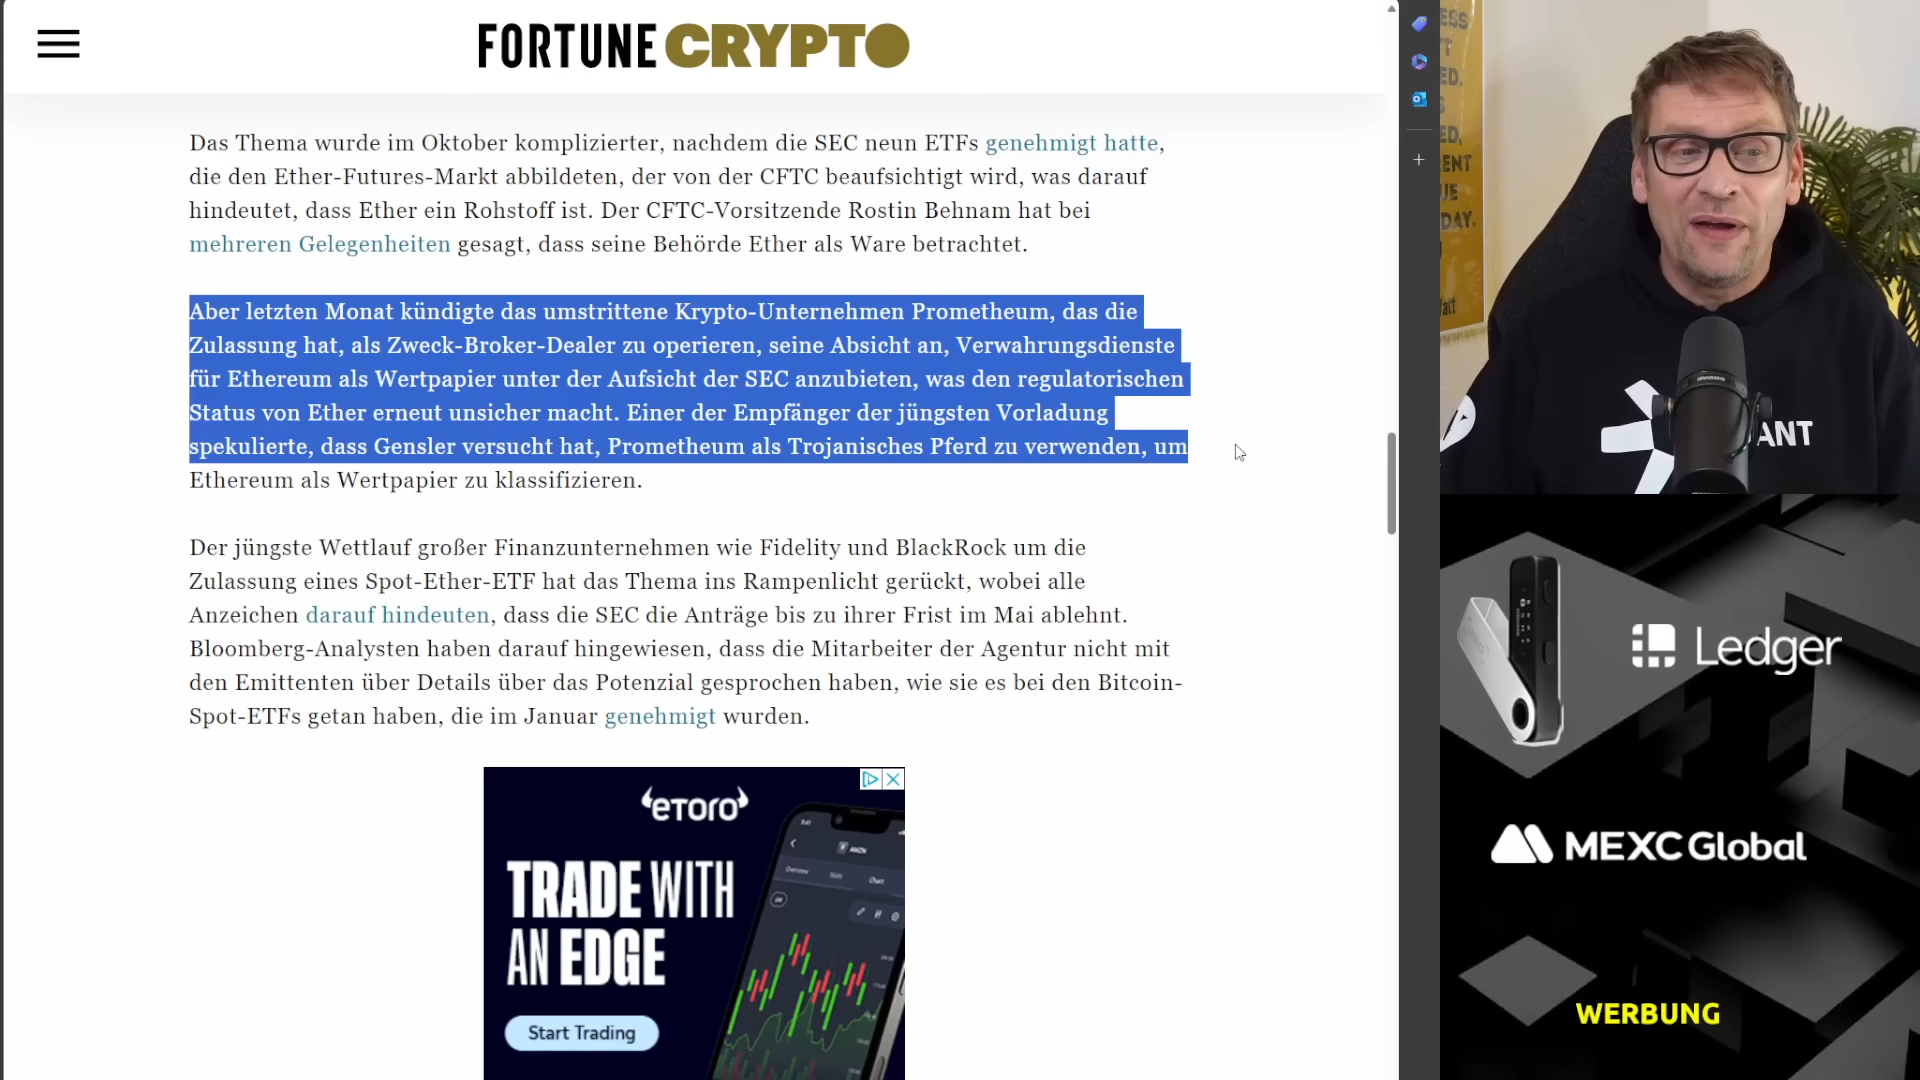 FORTUNE CRYPTO
Das Thema wurde im Oktober komplizierter, nachdem die SEC neun ETFs genehmigt hatte,
die den Ether-Futures-Markt abbildeten, der von der CFTC beaufsichtigt wird, was darauf
hindeutet, dass Ether ein Rohstoff ist. Der CFTC-Vorsitzende Rostin Behnam hat bei
mehreren Gelegenheiten gesagt, dass seine Behörde Ether als Ware betrachtet.
Aber letzten Monat kündigte das umstrittene Krypto-Unternehmen Prometheum, das die
Zulassung hat, als Zweck-Broker-Dealer zu operieren, seine Absicht an, Verwahrungsdienste
für Ethereum als Wertpapier unter der Aufsicht der SEC anzubieten, was den regulatorischen
Status von Ether erneut unsicher macht. Einer der Empfänger der jüngsten Vorladung
spekulierte, dass Gensler versucht hat, Prometheum als Trojanisches Pferd zu verwenden, um
Ethereum als Wertpapier zu klassifizieren.
Der jüngste Wettlauf großer Finanzunternehmen wie Fidelity und BlackRock um die
Zulassung eines Spot-Ether-ETF hat das Thema ins Rampenlicht gerückt, wobei alle
Anzeichen darauf hindeuten, dass die SEC die Anträge bis zu ihrer Frist im Mai ablehnt.
Bloomberg-Analysten haben darauf hingewiesen, dass die Mitarbeiter der Agentur nicht mit
den Emittenten über Details über das Potenzial gesprochen haben, wie sie es bei den Bitcoin-
Spot-ETFs getan haben, die im Januar genehmigt wurden.
eToro
TRADE WITH
AN EDGE
Start Trading
ANT
Ledger
MEXC Global
WERBUNG